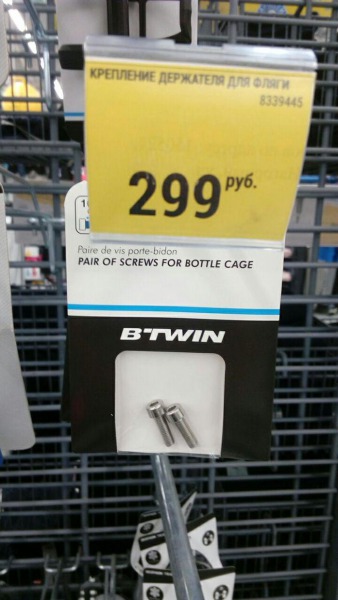 КРЕПЛЕНИЕ ДЕРЖАТЕЛЯ ДЛЯ ФЛЯГИ
8339445
299 руб.
Paire de vis porte-bidon
PAIR OF SCREWS FOR BOTTLE CAGE
B'TWIN